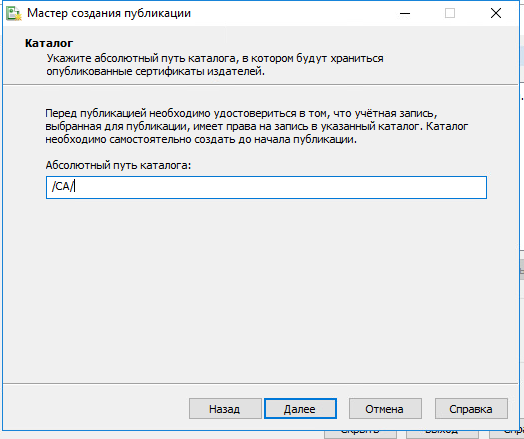 Мастер создания публикации
Каталог
Укажите абсолютный путь каталога, в котором будут храниться
опубликованные сертификаты издателей.
Перед публикацией необходимо удостовериться в том, что учётная запись,
выбранная для публикации, имеет права на запись в указанный каталог. Каталог
необходимо самостоятельно создать до начала публикации.
Абсолютный путь каталога:
/CA/
Назад Далее Отмена Справка